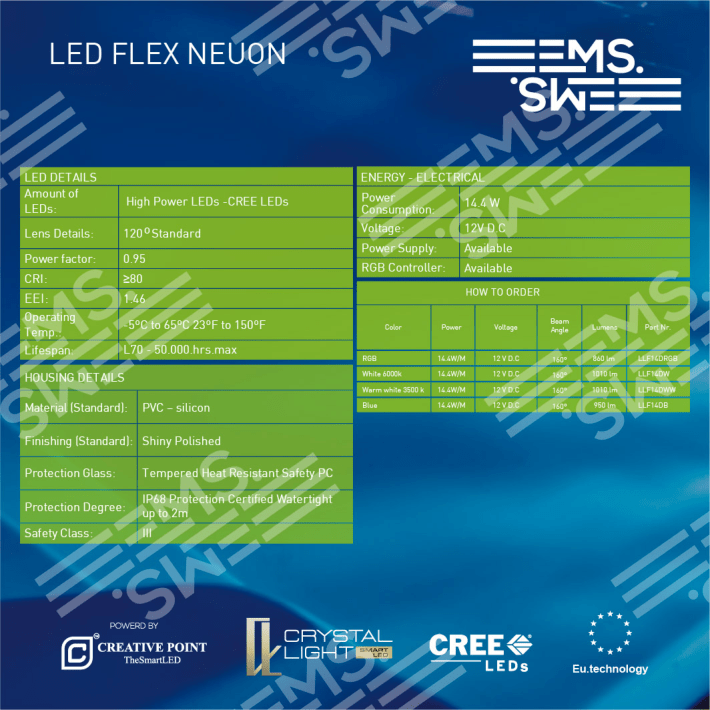 LED FLEX NEUON
EMS.
SWE
LED DETAILS
Amount of LEDs: High Power LEDs -CREE LEDs
Lens Details: 120° Standard
Power factor: 0.95
CRI: ≥80
EEI: 1.46
Operating Temp.: -5°C to 65°C 23°F to 150°F
Lifespan: L70 - 50.000.hrs.max
HOUSING DETAILS
Material (Standard): PVC – silicon
Finishing (Standard): Shiny Polished
Protection Glass: Tempered Heat Resistant Safety PC
Protection Degree: IP68 Protection Certified Watertight
up to 2m
Safety Class: III
ENERGY - ELECTRICAL
Power Consumption: 14.4 W
Voltage: 12V D.C
Power Supply: Available
RGB Controller: Available
HOW TO ORDER
Color Power Voltage Beam Angle Lumens Part Nr.
RGB 14.4W/M 12 V D.C 160° 860 lm LLF14DRGB
White 6000k 14.4W/M 12 V D.C 160° 1010 lm LLF14DW
Warm white 3500 k 14.4W/M 12 V D.C 160° 1010 lm LLF14DWW
Blue 14.4W/M 12 V D.C 160° 950 lm LLF14DB
POWERD BY
CREATIVE POINT
TheSmartLED
CRYSTAL
LIGHT SMART LED
CREE
LEDs
Eu.technology